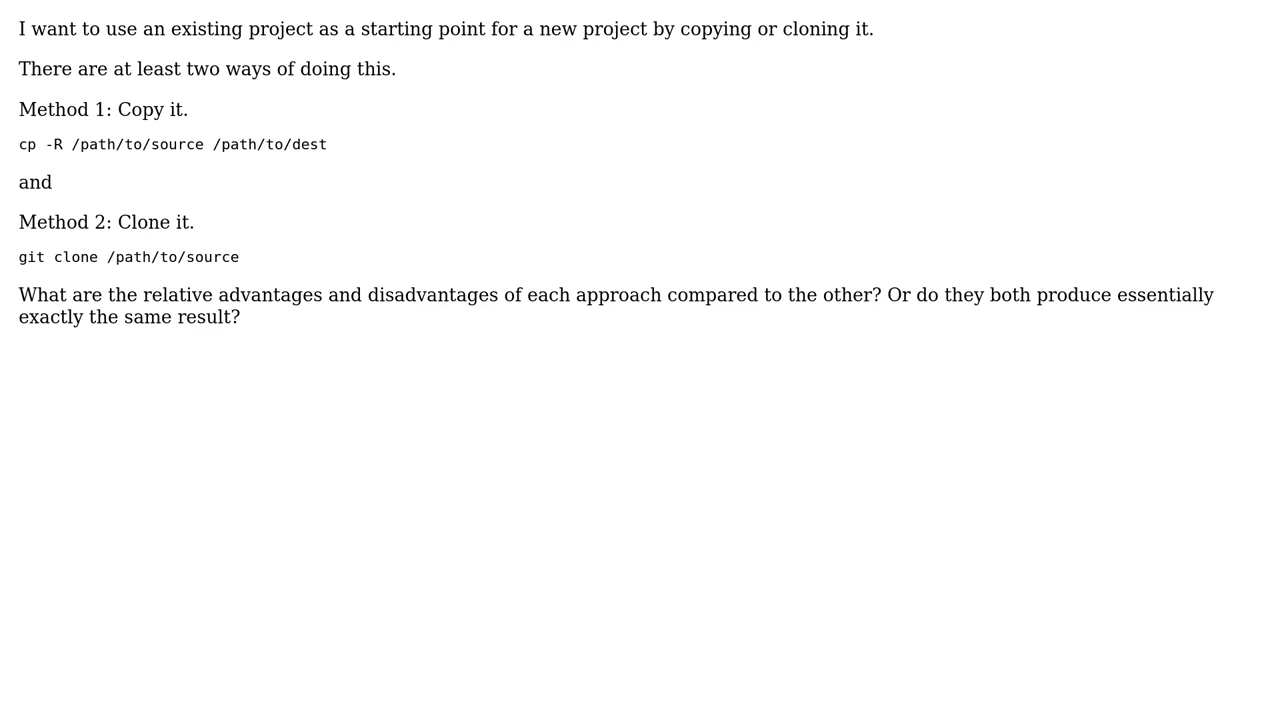 I want to use an existing project as a starting point for a new project by copying or cloning it.
There are at least two ways of doing this.
Method 1: Copy it.
cp -R /path/to/source /path/to/dest
and
Method 2: Clone it.
git clone /path/to/source
What are the relative advantages and disadvantages of each approach compared to the other? Or do they both produce essentially
exactly the same result?